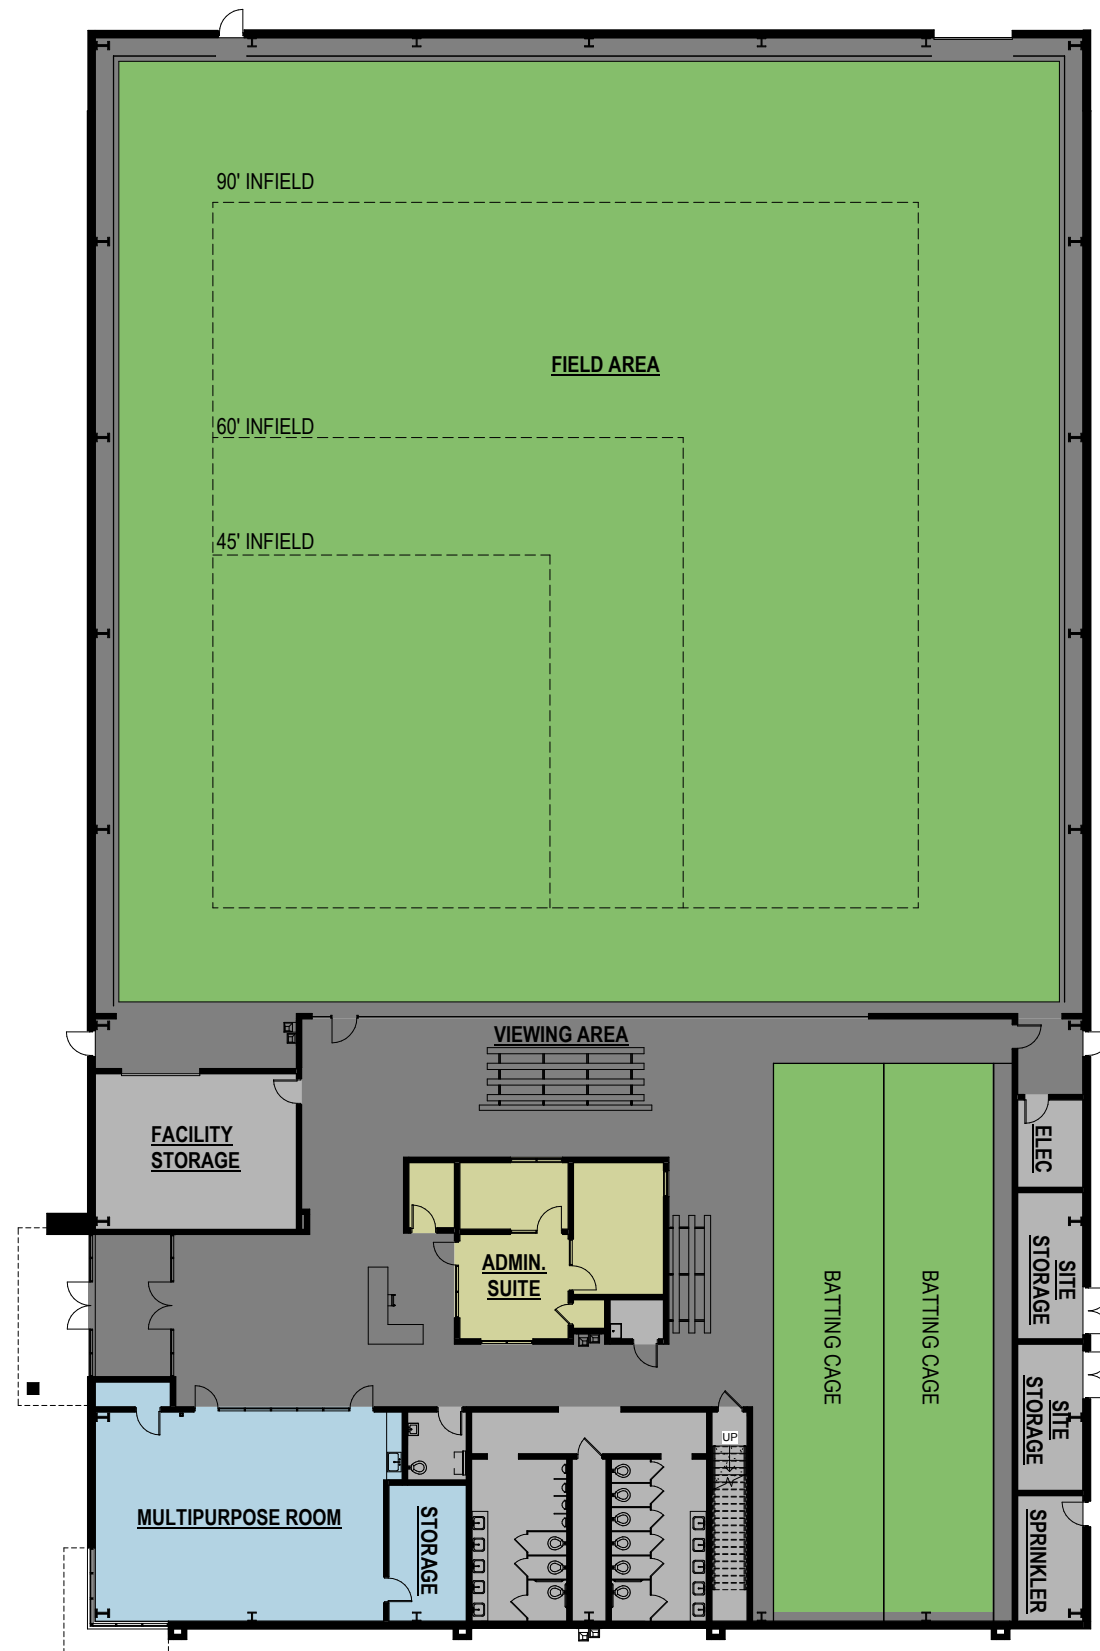 90' INFIELD
FIELD AREA
60' INFIELD
45' INFIELD
VIEWING AREA
FACILITY
STORAGE
ELEC
ADMIN.
SUITE
SITE
STORAGE
BATTING CAGE
BATTING CAGE
SITE
STORAGE
UP
MULTIPURPOSE ROOM
STORAGE
SPRINKLER